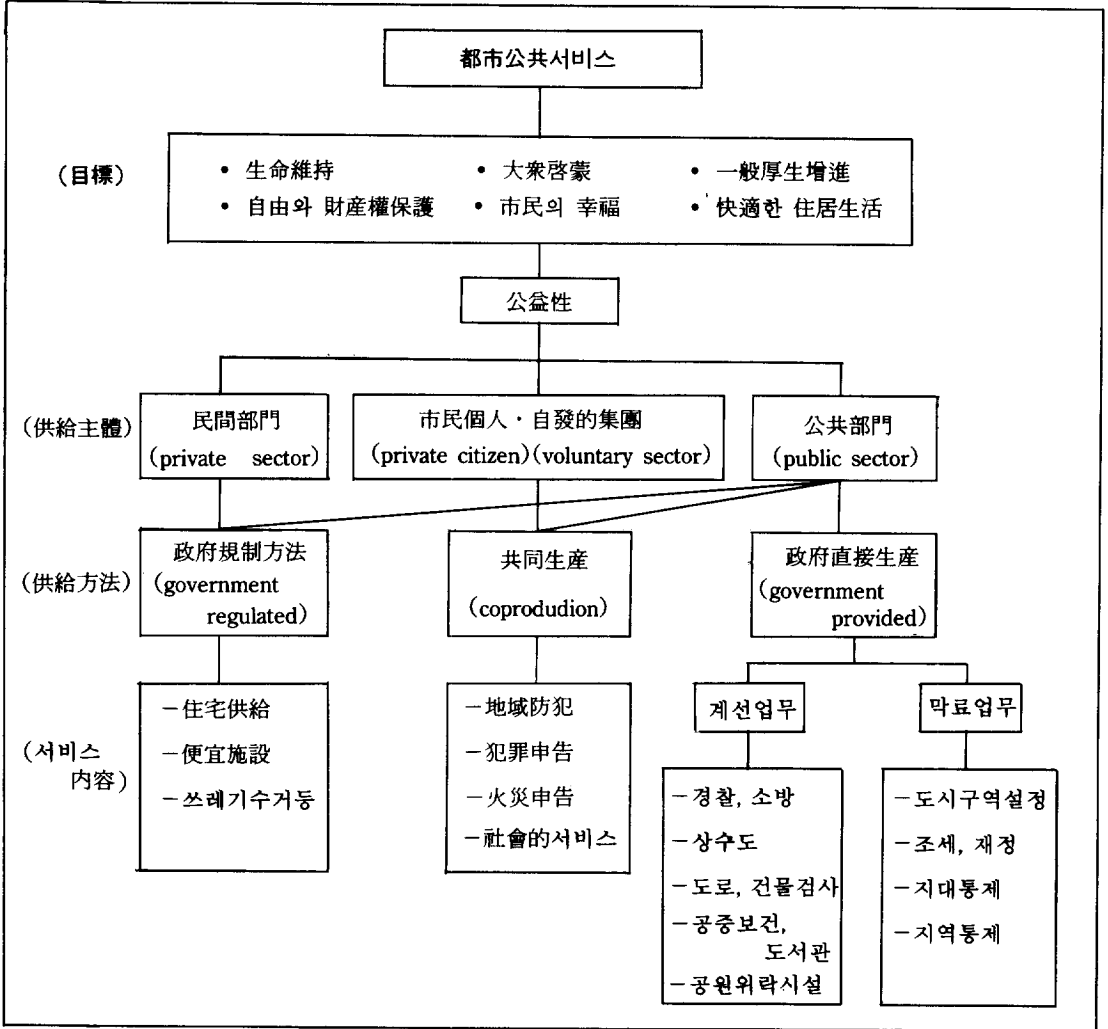 都市公共서비스
(目標)
• 生命維持 • 大衆啓蒙 • 一般厚生增進
• 自由와 財產權保護 • 市民의 幸福 • 快適한 住居生活
公益性
(供給主體)
民間部門
(private sector)
市民個人・自發的集團
(private citizen)(voluntary sector)
公共部門
(public sector)
(供給方法)
政府規制方法
(government
regulated)
共同生產
(coprodudion)
政府直接生產
(government
provided)
(서비스
內容)
－住宅供給
－便宜施設
－쓰레기수거등
－地域防犯
－犯罪申告
－火災申告
－社會的서비스
계선업무
－경찰, 소방
－상수도
－도로, 건물검사
－공중보건,
도서관
－공원위락시설
막료업무
－도시구역설정
－조세, 재정
－지대통제
－지역통제